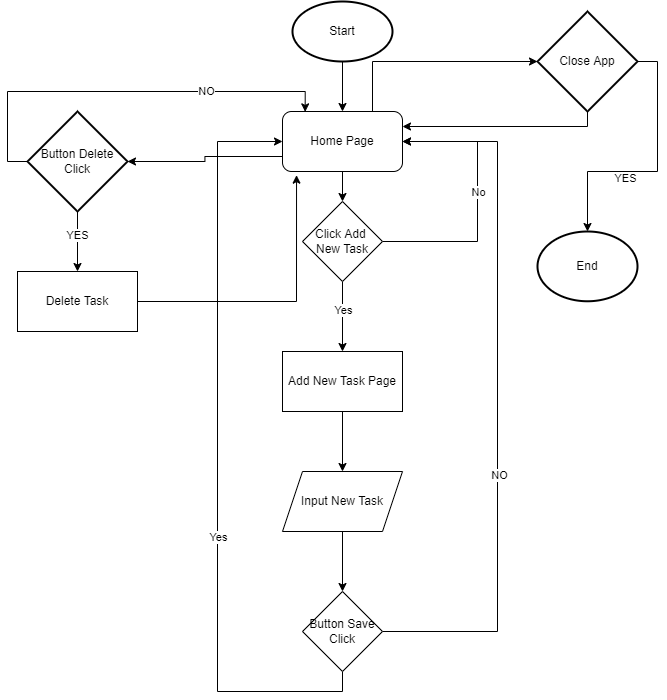 Start
Close App
NO
Home Page
Button Delete
Click
YES
No
Click Add
New Task
YES
End
Delete Task
Yes
Add New Task Page
NO
Input New Task
Yes
Button Save
Click